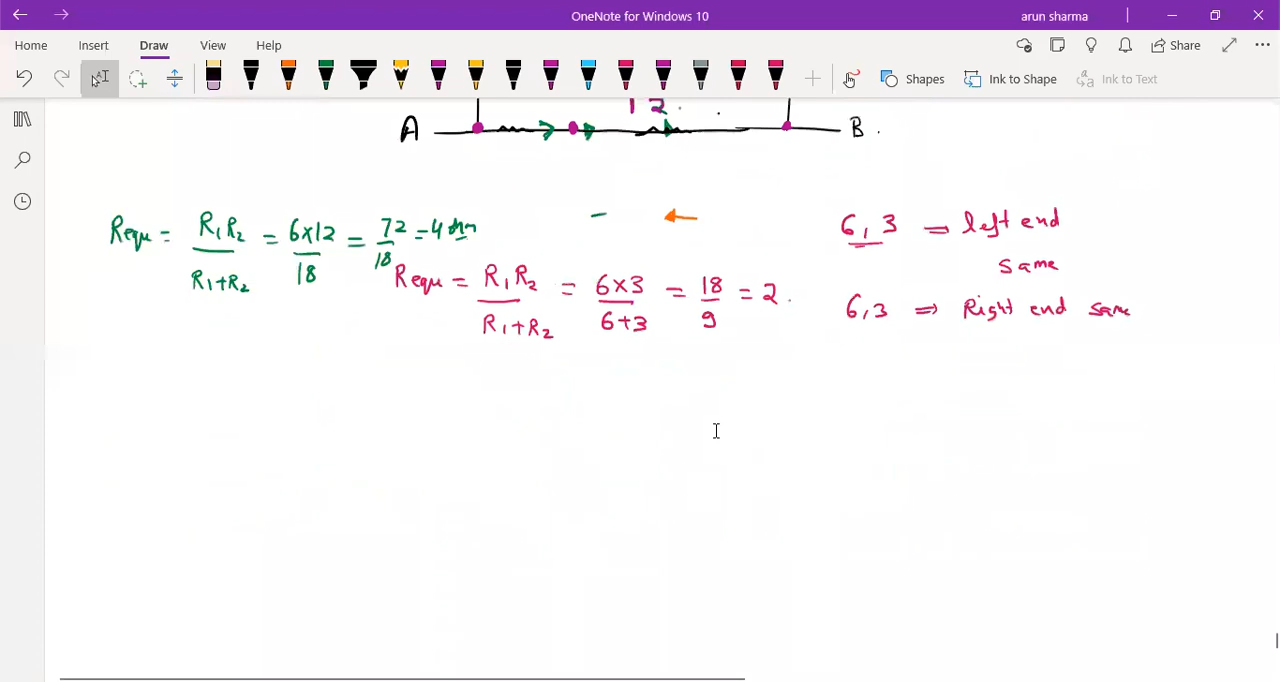 OneNote for Windows 10
arun sharma
Home Insert Draw View Help
Share
Shapes Ink to Shape Ink to Text
12
A B
Requ = R1R2 / R1+R2 = 6x12 / 18 = 72 / 18 = 4 ohm
6, 3 = left end
same
Requ = R1R2 / R1+R2 = 6x3 / 6+3 = 18 / 9 = 2
6,3 => Right end same